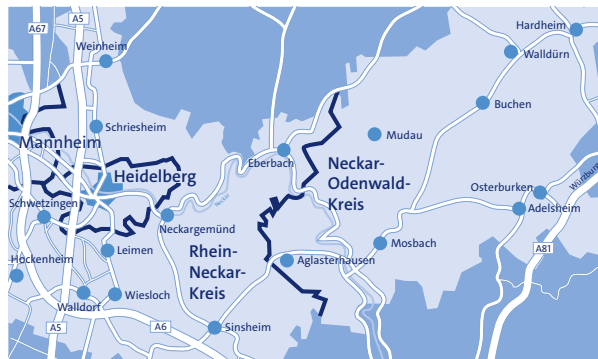 A67
A5
Hardheim
Weinheim
Walldürn
Buchen
Schriesheim
Mudau
Mannheim
Eberbach
Neckar-
Odenwald-
Kreis
Heidelberg
Würzburg
Osterburken
Neckar
Schwetzingen
Adelsheim
Neckargemünd
Mosbach
A81
Leimen
Rhein-
Neckar-
Kreis
Hockenheim
Aglasterhausen
Wiesloch
Walldorf
A5
A6
Sinsheim